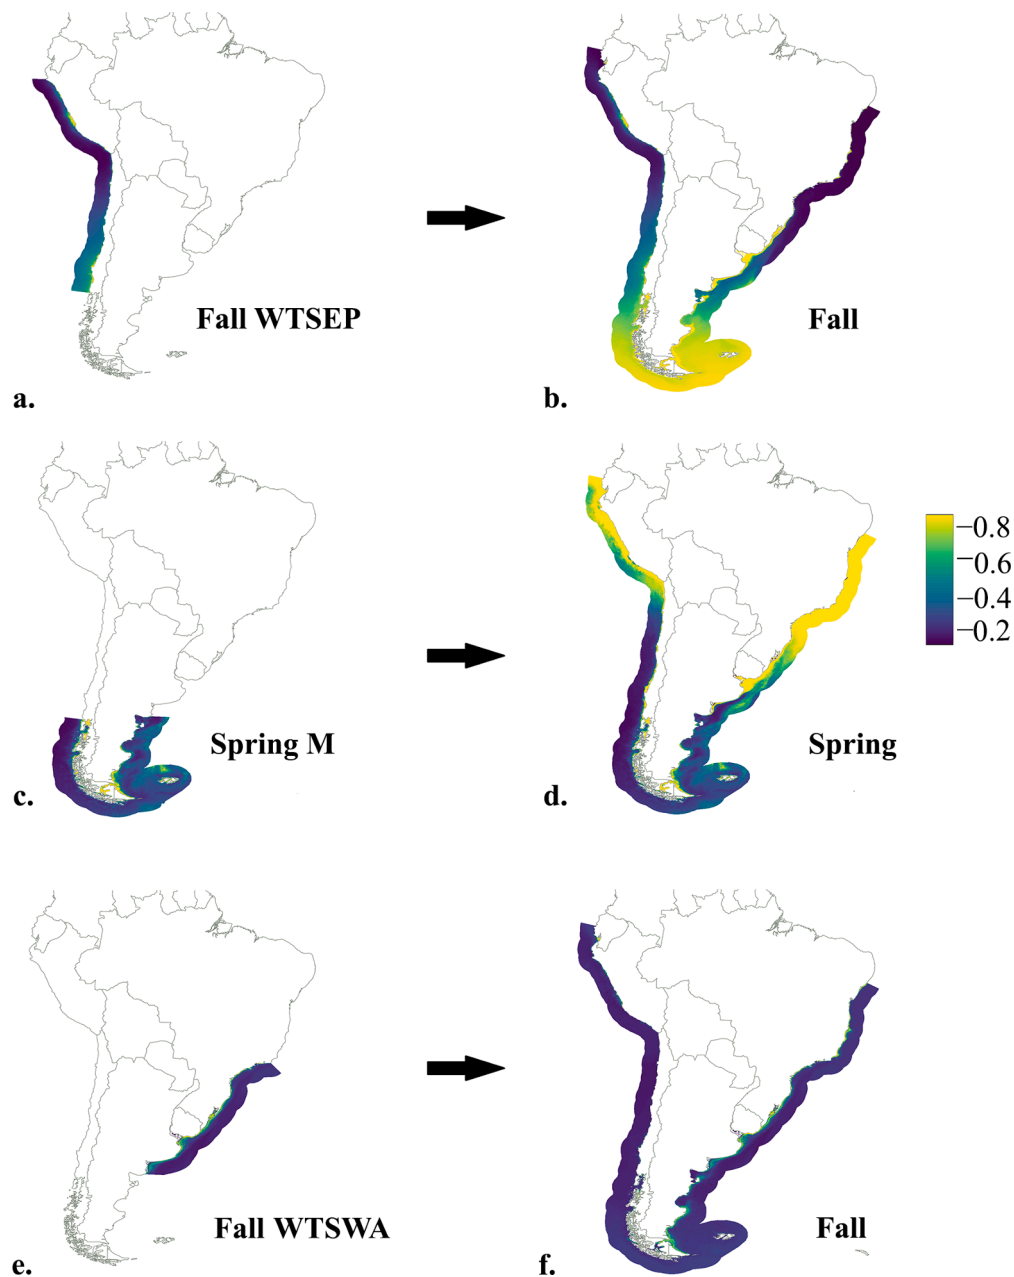 Fall WTSEP
Fall
a.
b.
0.8
0.6
0.4
0.2
Spring M
Spring
c.
d.
Fall WTSWA
Fall
e.
f.